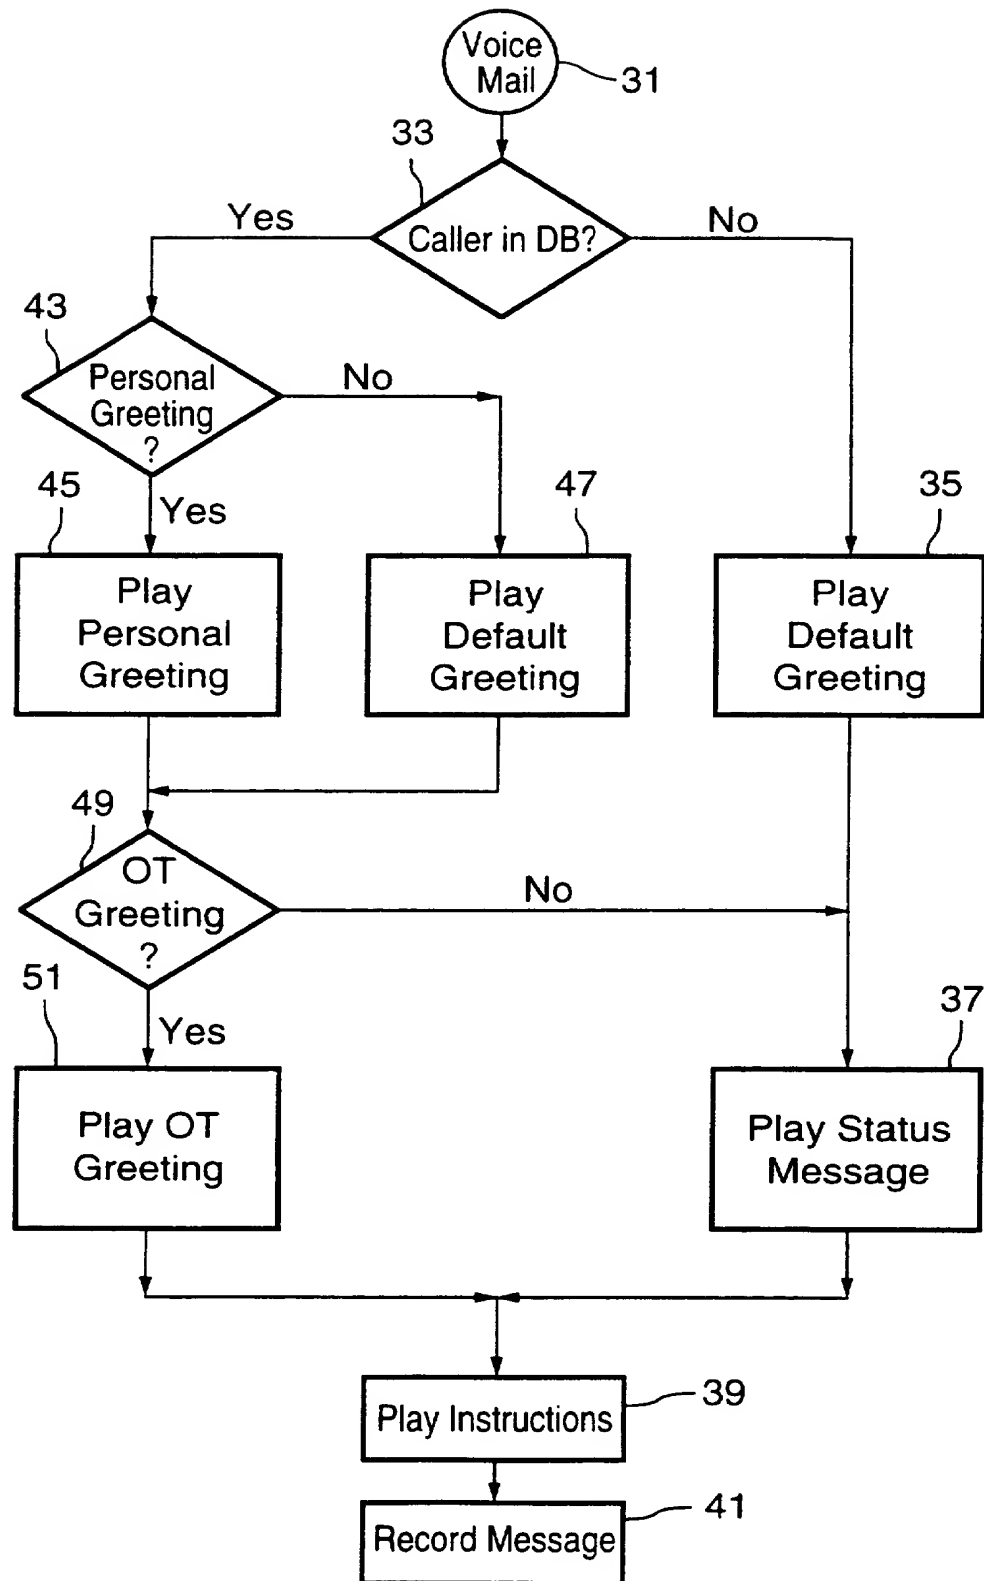 Voice
Mail
31
33
Yes
Caller in DB?
No
43
Personal
Greeting
?
No
45
Yes
47
35
Play
Personal
Greeting
Play
Default
Greeting
Play
Default
Greeting
49
OT
Greeting
?
No
51
Yes
37
Play OT
Greeting
Play Status
Message
39
Play Instructions
41
Record Message